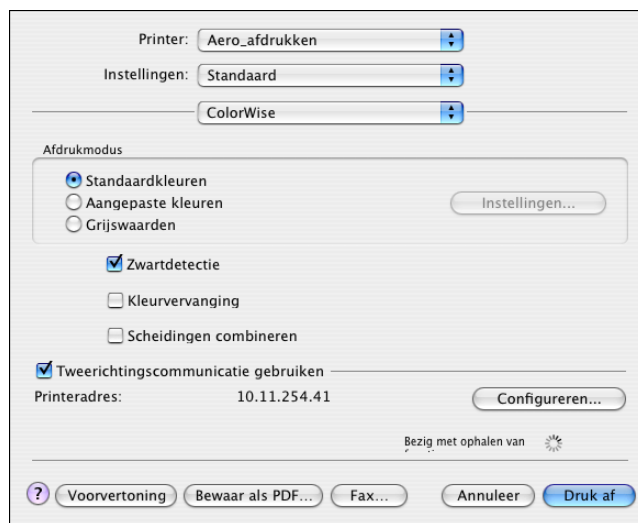 Printer: Aero_afdrukken
Instellingen: Standaard
ColorWise
Afdrukmodus
Standaardkleuren
Aangepaste kleuren Instellingen...
Grijswaarden
Zwartdetectie
Kleurvervanging
Scheidingen combineren
Tweerichtingscommunicatie gebruiken
Printeradres: 10.11.254.41 Configureren...
Bezig met ophalen van
? Voorvertoning Bewaar als PDF... Fax... Annuleer Druk af